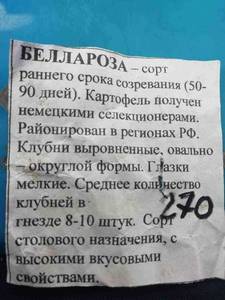 БЕЛЛАРОЗА – сорт
раннего срока созревания (50-
90 дней). Картофель получен
немецкими селекционерами.
Районирован в регионах РФ.
Клубни выровненные, овально
– округлой формы. Глазки
мелкие. Среднее количество
клубней в
270
гнезде 8-10 штук. Сорт
столового назначения, с
высокими вкусовыми
свойствами.